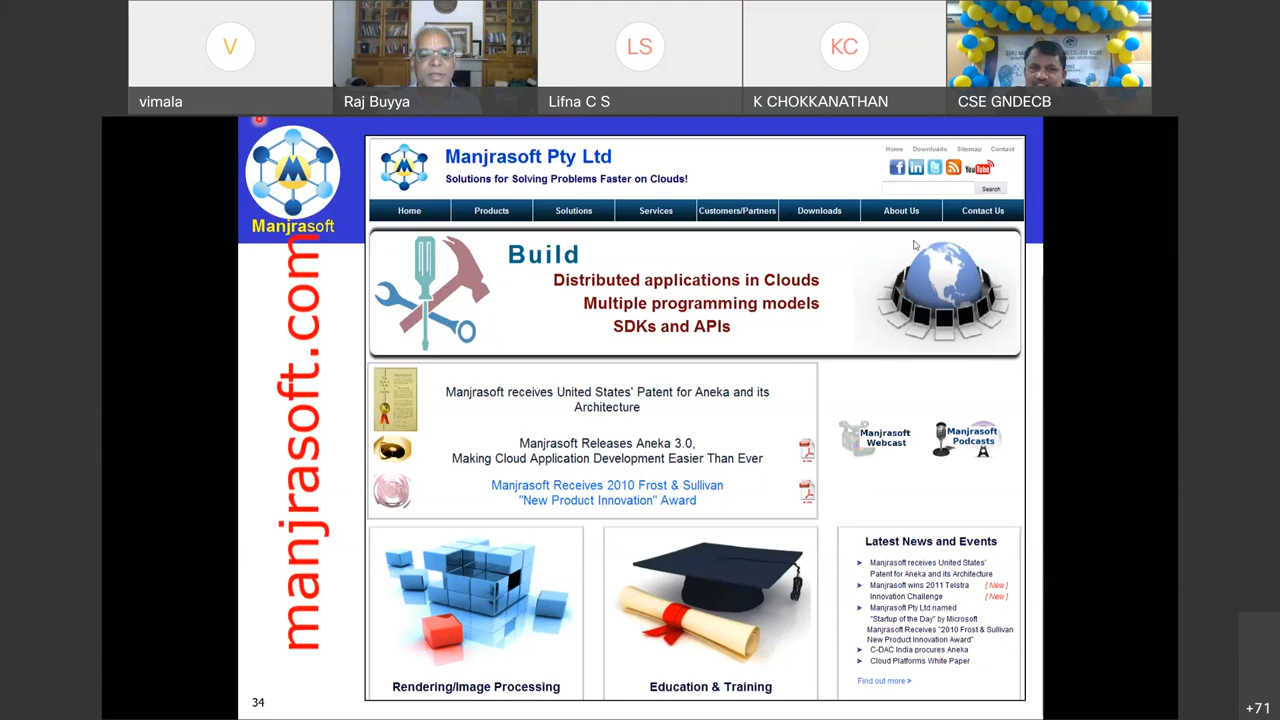 V
LS
KC
vimala
Raj Buyya
Lifna C S
K CHOKKANATHAN
CSE GNDECB
Manjrasoft
manjrasoft.com
Manjrasoft Pty Ltd
Solutions for Solving Problems Faster on Clouds!
Home Downloads Sitemap Contact
You Tube
Search
Home Products Solutions Services Customers/Partners Downloads About Us Contact Us
Build
Distributed applications in Clouds
Multiple programming models
SDKs and APIs
Manjrasoft receives United States' Patent for Aneka and its
Architecture
Manjrasoft Releases Aneka 3.0,
Making Cloud Application Development Easier Than Ever
Manjrasoft Receives 2010 Frost & Sullivan
"New Product Innovation" Award
Manjrasoft
Webcast
Manjrasoft
Podcasts
Rendering/Image Processing
Education & Training
Latest News and Events
Manjrasoft receives United States'
Patent for Aneka and its Architecture
Manjrasoft wins 2011 Telstra [New]
Innovation Challenge [New]
Manjrasoft Pty Ltd named
"Startup of the Day" by Microsoft
Manjrasoft Receives "2010 Frost & Sullivan
New Product Innovation Award"
C-DAC India procures Aneka
Cloud Platforms White Paper
Find out more >
34
+71